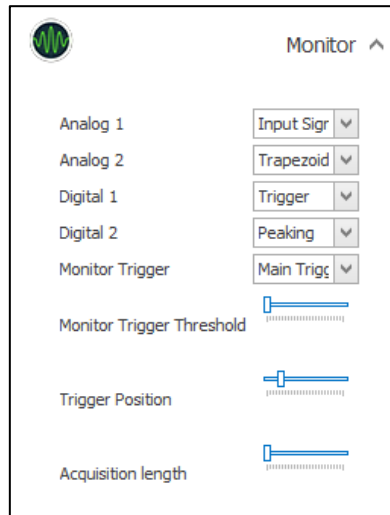 Monitor
Analog 1 Input Sigr
Analog 2 Trapezoid
Digital 1 Trigger
Digital 2 Peaking
Monitor Trigger Main Trigg
Monitor Trigger Threshold
Trigger Position
Acquisition length